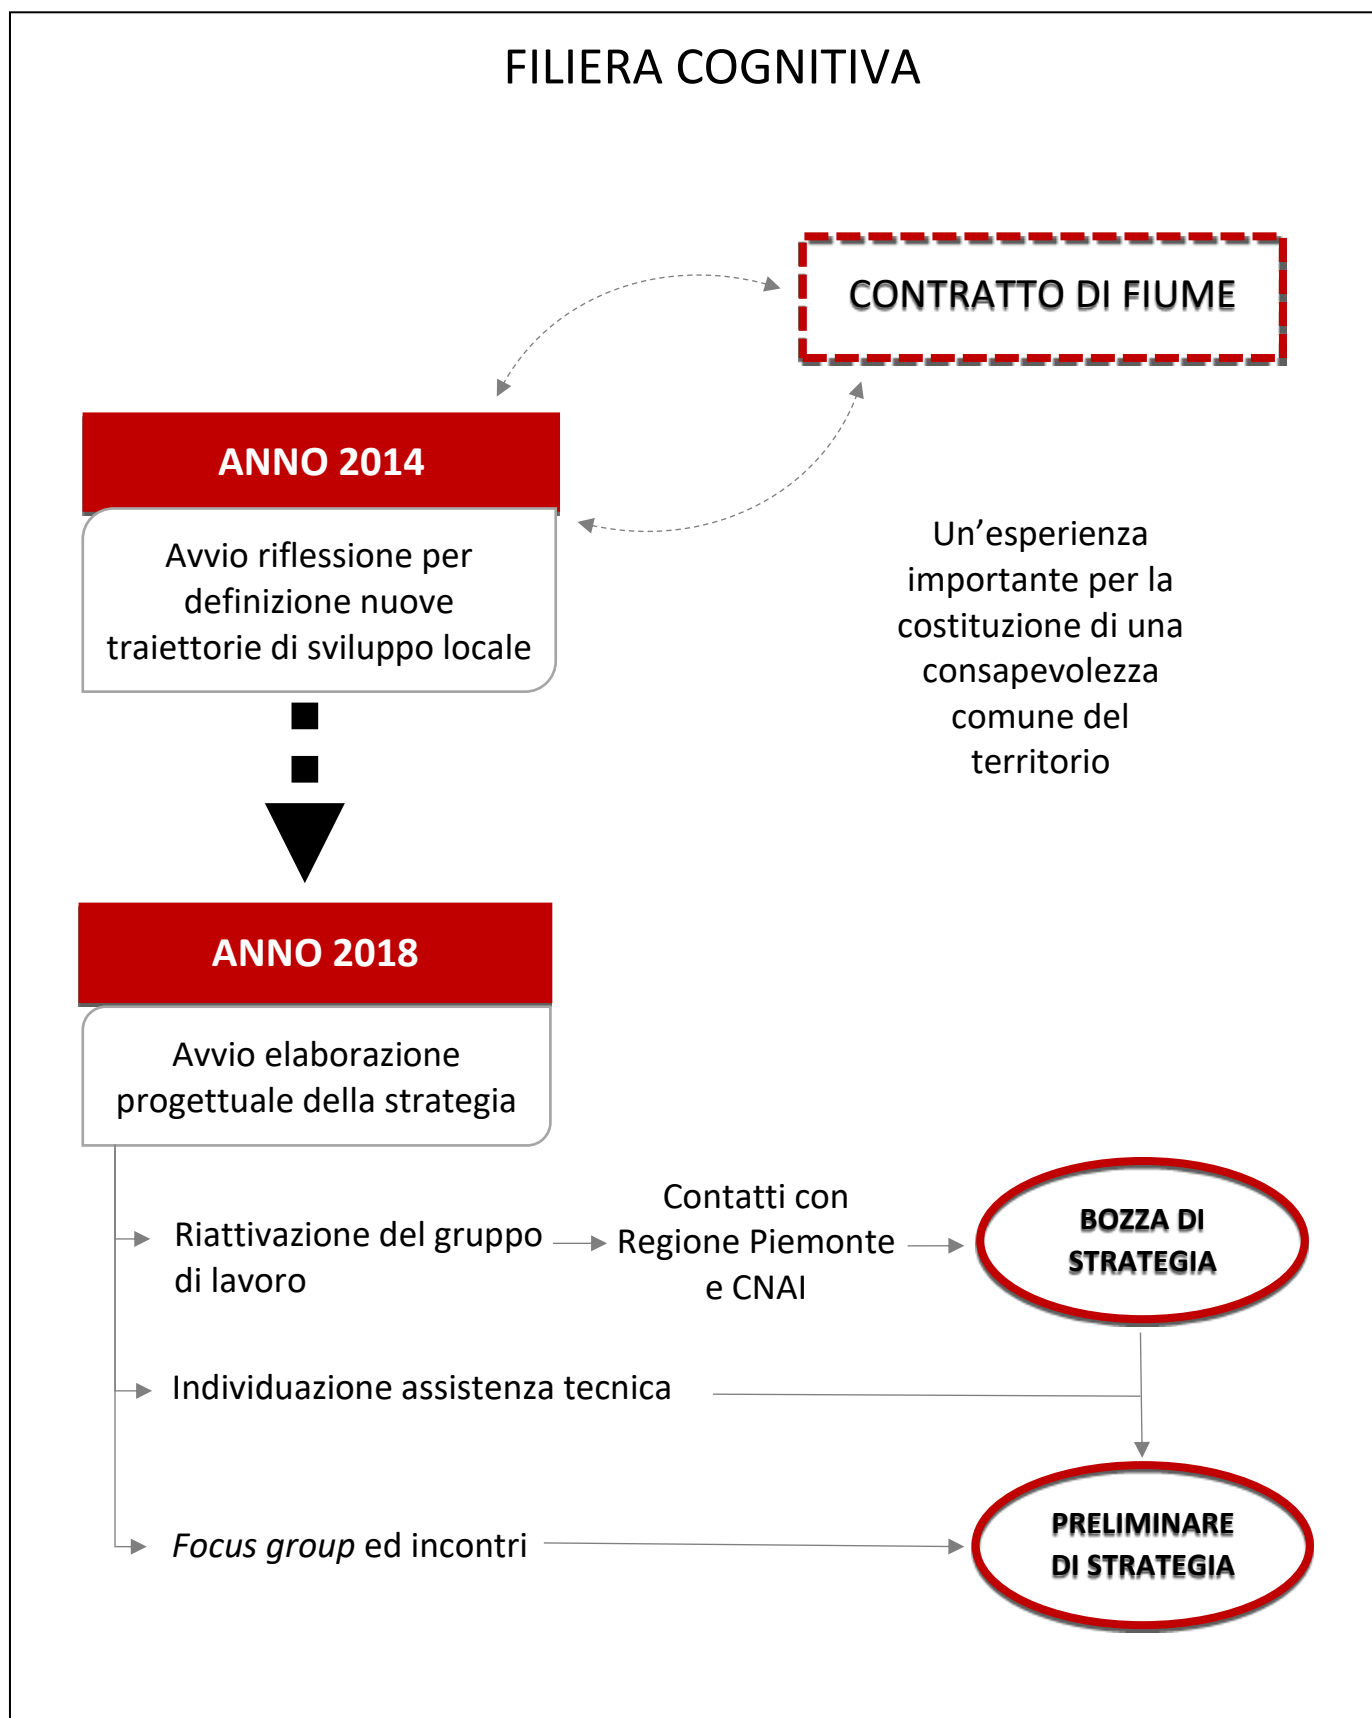 FILIERA COGNITIVA
CONTRATTO DI FIUME
ANNO 2014
Avvio riflessione per
definizione nuove
traiettorie di sviluppo locale
Un’esperienza
importante per la
costituzione di una
consapevolezza
comune del
territorio
ANNO 2018
Avvio elaborazione
progettuale della strategia
Riattivazione del gruppo
di lavoro
Contatti con
Regione Piemonte
e CNAI
BOZZA DI
STRATEGIA
Individuazione assistenza tecnica
Focus group ed incontri
PRELIMINARE
DI STRATEGIA